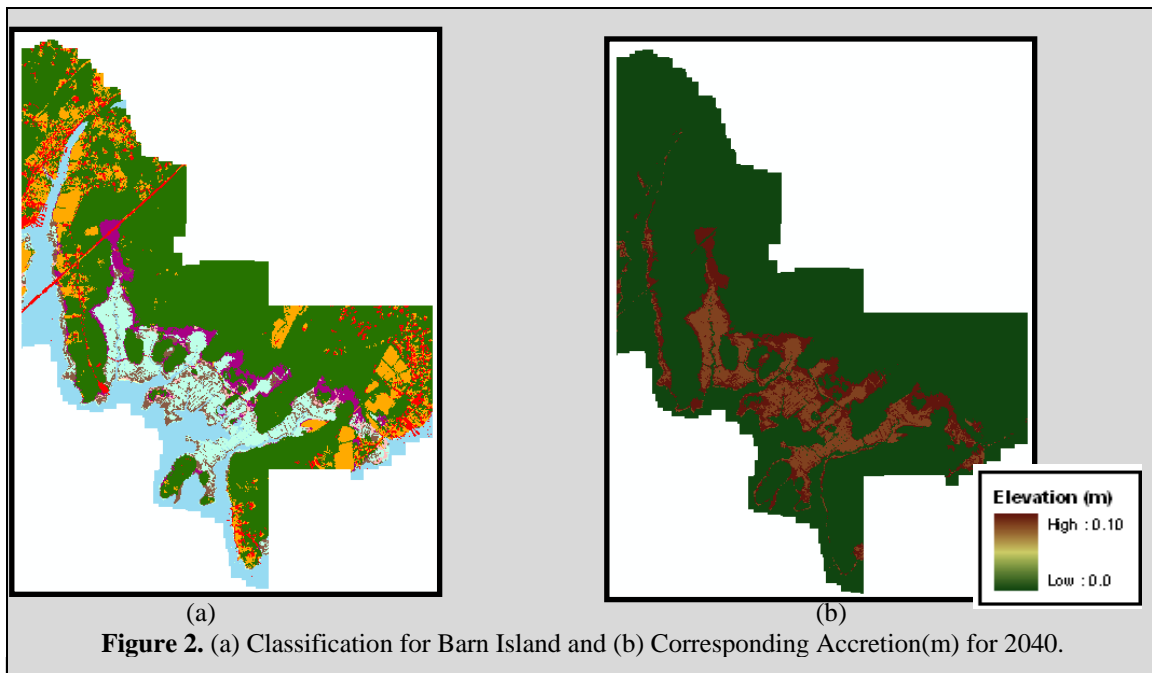 Elevation (m)
High : 0.10
Low : 0.0
(a)
(b)
Figure 2. (a) Classification for Barn Island and (b) Corresponding Accretion(m) for 2040.